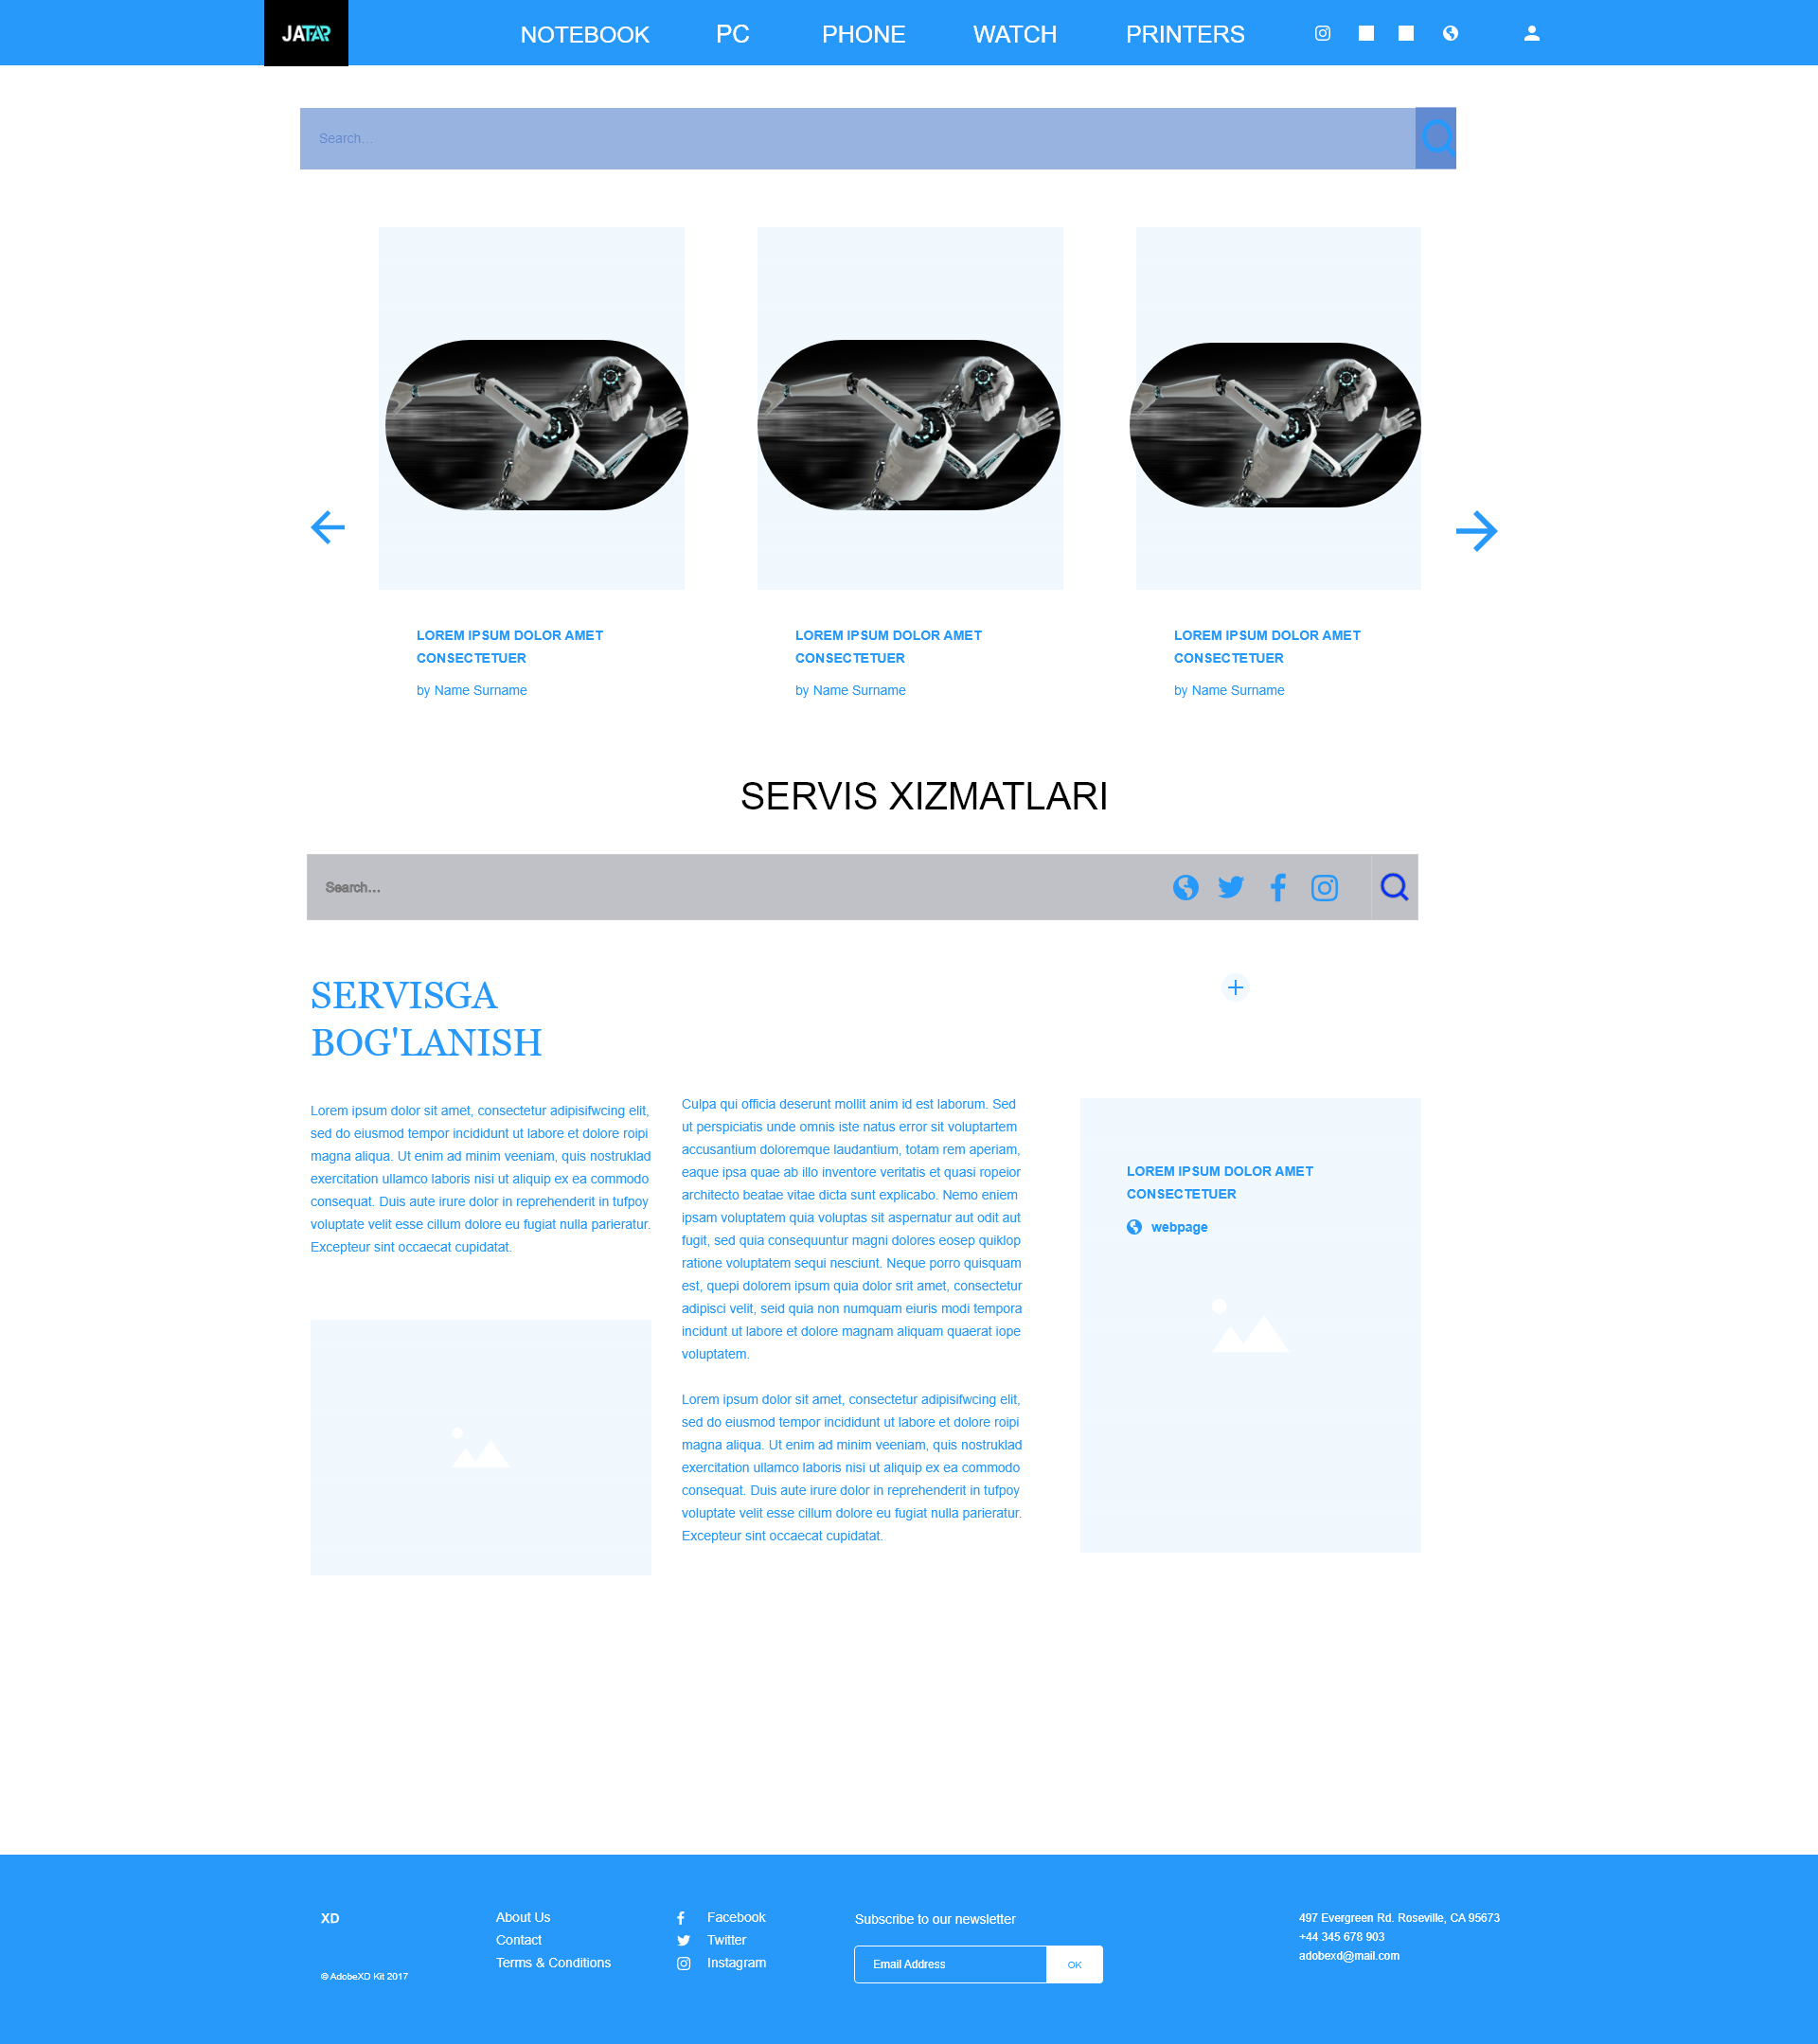 JATAR
NOTEBOOK PC PHONE WATCH PRINTERS
Search...
LOREM IPSUM DOLOR AMET
CONSECTETUER
by Name Surname
LOREM IPSUM DOLOR AMET
CONSECTETUER
by Name Surname
LOREM IPSUM DOLOR AMET
CONSECTETUER
by Name Surname
SERVIS XIZMATLARI
Search...
SERVISGA
BOG'LANISH
Lorem ipsum dolor sit amet, consectetur adipisifwcing elit,
sed do eiusmod tempor incididunt ut labore et dolore roipi
magna aliqua. Ut enim ad minim veeniam, quis nostruklad
exercitation ullamco laboris nisi ut aliquip ex ea commodo
consequat. Duis aute irure dolor in reprehenderit in tufpoy
voluptate velit esse cillum dolore eu fugiat nulla parieratur.
Excepteur sint occaecat cupidatat.
Culpa qui officia deserunt mollit anim id est laborum. Sed
ut perspiciatis unde omnis iste natus error sit voluptartem
accusantium doloremque laudantium, totam rem aperiam,
eaque ipsa quae ab illo inventore veritatis et quasi ropeior
architecto beatae vitae dicta sunt explicabo. Nemo eniem
ipsam voluptatem quia voluptas sit aspernatur aut odit aut
fugit, sed quia consequuntur magni dolores eosep quiklop
ratione voluptatem sequi nesciunt. Neque porro quisquam
est, quepi dolorem ipsum quia dolor srit amet, consectetur
adipisci velit, seid quia non numquam eiuris modi tempora
incidunt ut labore et dolore magnam aliquam quaerat iope
voluptatem.
Lorem ipsum dolor sit amet, consectetur adipisifwcing elit,
sed do eiusmod tempor incididunt ut labore et dolore roipi
magna aliqua. Ut enim ad minim veeniam, quis nostruklad
exercitation ullamco laboris nisi ut aliquip ex ea commodo
consequat. Duis aute irure dolor in reprehenderit in tufpoy
voluptate velit esse cillum dolore eu fugiat nulla parieratur.
Excepteur sint occaecat cupidatat.
LOREM IPSUM DOLOR AMET
CONSECTETUER
webpage
XD
© AdobeXD Kit 2017
About Us
Contact
Terms & Conditions
Facebook
Twitter
Instagram
Subscribe to our newsletter
Email Address OK
497 Evergreen Rd. Roseville, CA 95673
+44 345 678 903
adobexd@mail.com